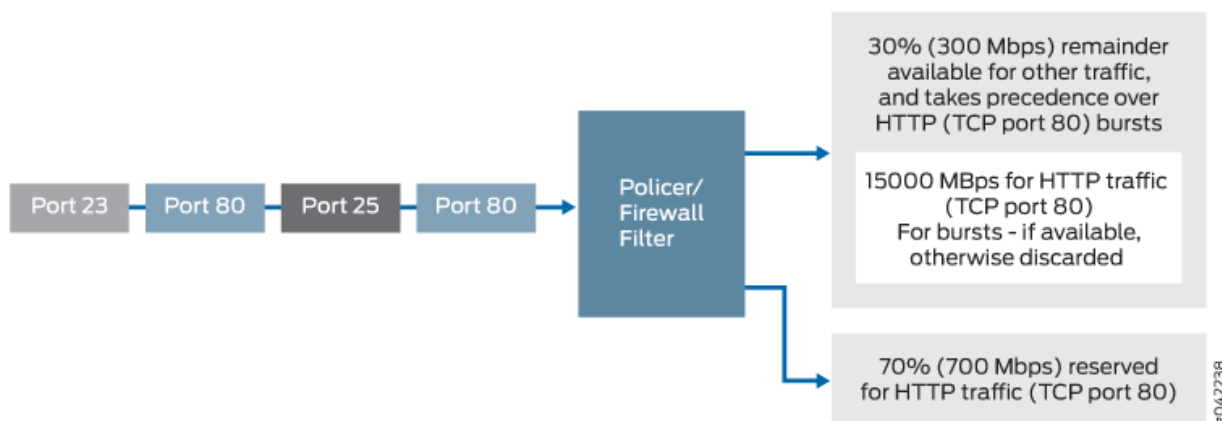 Port 23
Port 80
Port 25
Port 80
Policer/
Firewall
Filter
30% (300 Mbps) remainder
available for other traffic,
and takes precedence over
HTTP (TCP port 80) bursts
15000 MBps for HTTP traffic
(TCP port 80)
For bursts - if available,
otherwise discarded
70% (700 Mbps) reserved
for HTTP traffic (TCP port 80)
g042238